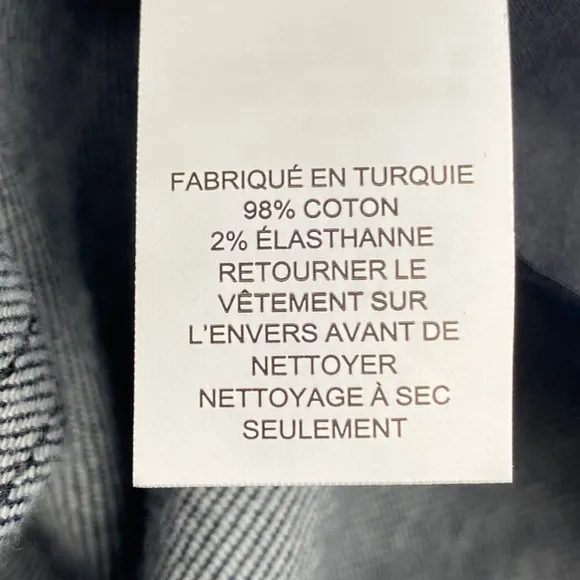 FABRIQUÉ EN TURQUIE
98% COTON
2% ÉLASTHANNE
RETOURNER LE
VÊTEMENT SUR
L'ENVERS AVANT DE
NETTOYER
NETTOYAGE À SEC
SEULEMENT